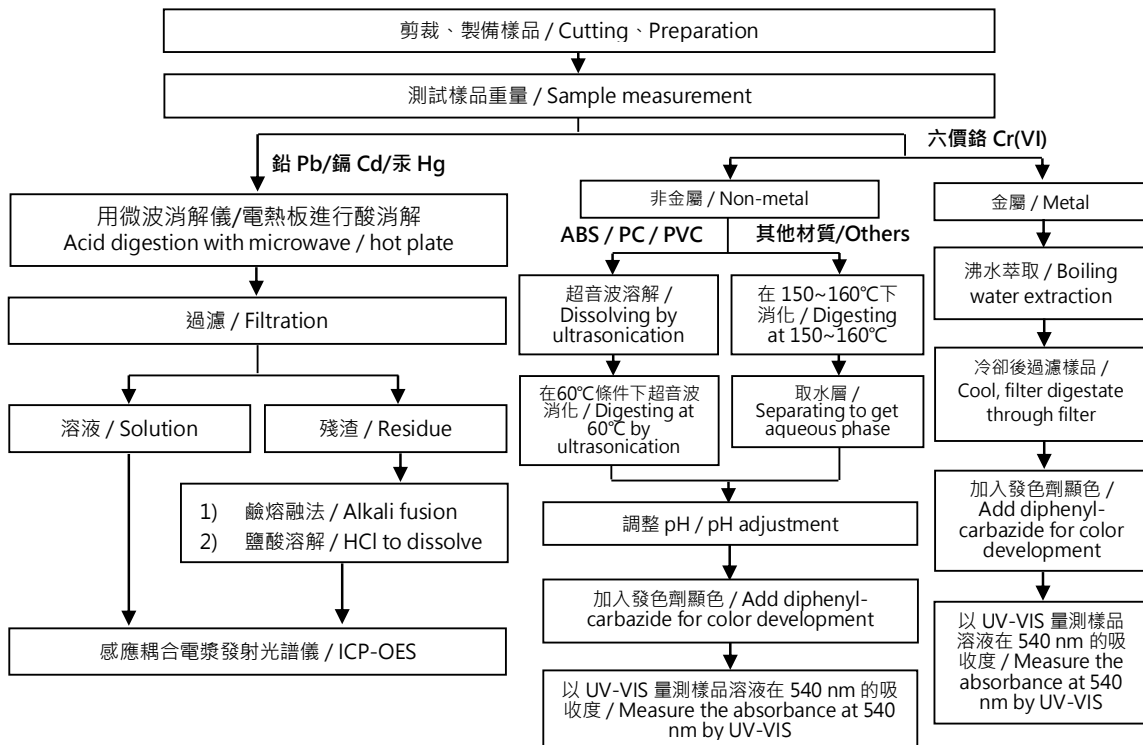 剪裁、製備樣品 / Cutting、Preparation
測試樣品重量 / Sample measurement
鉛 Pb/鎘 Cd/汞 Hg
六價鉻 Cr(VI)
用微波消解儀/電熱板進行酸消解
Acid digestion with microwave / hot plate
過濾 / Filtration
溶液 / Solution
殘渣 / Residue
1) 鹼熔融法 / Alkali fusion
2) 鹽酸溶解 / HCl to dissolve
感應耦合電漿發射光譜儀 / ICP-OES
非金屬 / Non-metal
ABS / PC / PVC
其他材質/Others
超音波溶解 /
Dissolving by
ultrasonication
在 150~160℃下
消化 / Digesting
at 150~160℃
在60℃條件下超音波
消化 / Digesting at
60℃ by
ultrasonication
取水層 /
Separating to get
aqueous phase
調整 pH / pH adjustment
加入發色劑顯色 / Add diphenyl-
carbazide for color development
以 UV-VIS 量測樣品溶液在 540 nm 的吸
收度 / Measure the absorbance at 540
nm by UV-VIS
金屬 / Metal
沸水萃取 / Boiling
water extraction
冷卻後過濾樣品 /
Cool, filter digestate
through filter
加入發色劑顯色 /
Add diphenyl-
carbazide for color
development
以 UV-VIS 量測樣品
溶液在 540 nm 的吸
收度 / Measure the
absorbance at 540
nm by UV-VIS